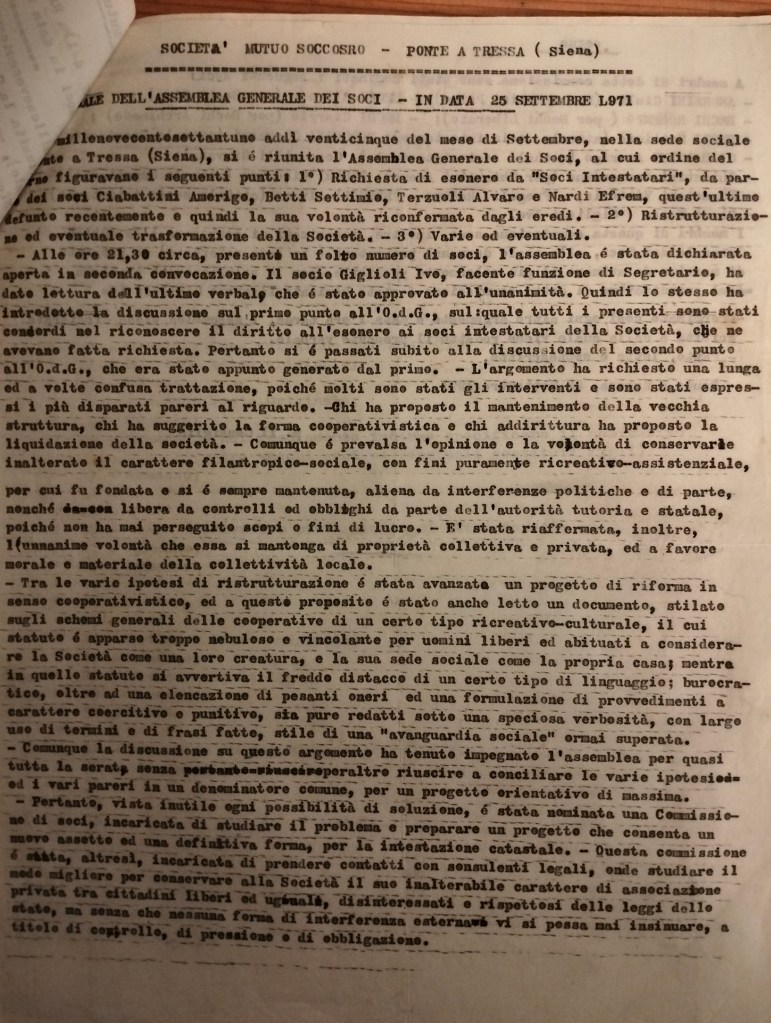 SOCIETA' MUTUO SOCCOSRO - PONTE A TRESSA ( Siena)
ALE DELL'ASSEMBLEA GENERALE DEI SOCI - IN DATA 25 SETTEMBRE L971
millenovecentosettantuno addì venticinque del mese di Settembre, nella sede sociale
te a Tressa (Siena), si é riunita l'Assemblea Generale dei Soci, al cui ordine del
figuravano i seguenti punti: 1°) Richiesta di esonero da "Soci Intestatari", da par-
dei soci Ciabattini Amerigo, Betti Settimio, Terzuoli Alvaro e Nardi Efrem, quest'ultimo
defunto recentemente e quindi la sua volontà riconfermata dagli eredi. - 2°) Ristrutturazio-
ne ed eventuale trasformazione della Società. - 3°) Varie ed eventuali.
- Alle ore 21,30 circa, presenti un folto numero di soci, l'assemblea é stata dichiarata
aperta in seconda convocazione. Il socio Giglioli Ivo, facente funzione di Segretario, ha
dato lettura dell'ultimo verbale, che é stato approvato all'unanimità. Quindi lo stesso ha
introdotto la discussione sul primo punto all'O.d.G., sul quale tutti i presenti sono stati
concordi nel riconoscere il diritto all'esonero ai soci intestatari della Società, che ne
avevano fatta richiesta. Pertanto si é passati subito alla discussione del secondo punto
all'O.d.G., che era stato appunto generato dal primo. - L'argomento ha richiesto una lunga
ed a volte confusa trattazione, poiché molti sono stati gli interventi e sono stati espres-
si i più disparati pareri al riguardo. -Chi ha proposto il mantenimento della vecchia
struttura, chi ha suggerito la forma cooperativistica e chi addirittura ha proposto la
liquidazione della società. - Comunque é prevalsa l'opinione e la volontà di conservarle
inalterato il carattere filantropico-sociale, con fini puramente ricreativo-assistenziale,
per cui fu fondata e si é sempre mantenuta, aliena da interferenze politiche e di parte,
nonché libera da controlli ed obblighi da parte dell'autorità tutoria e statale,
poiché non ha mai perseguito scopi o fini di lucro. - E' stata riaffermata, inoltre,
l(unnanime volontà che essa si mantenga di proprietà collettiva e privata, ed a favore
morale e materiale della collettività locale.
- Tra le varie ipotesi di ristrutturazione é stata avanzata un progetto di riforma in
senso cooperativistico, ed a questo proposito é stato anche letto un documento, stilato
sugli schemi generali delle cooperative di un certo tipo ricreativo-culturale, il cui
statuto é apparso troppo nebuloso e vincolante per uomini liberi ed abituati a considera-
re la Società come una loro creatura, e la sua sede sociale come la propria casa; mentre
in quello statuto si avvertiva il freddo distacco di un certo tipo di linguaggio; burocra-
tico, oltre ad una elencazione di pesanti oneri ed una formulazione di provvedimenti a
carattere coercitivo e punitivo, sia pure redatti sotto una speciosa verbosità, con largo
uso di termini e di frasi fatte, stile di una "avanguardia sociale" ormai superata.
- Comunque la discussione su questo argomento ha tenuto impegnato l'assemblea per quasi
tutta la serata, senza peraltro riuscire a conciliare le varie ipotesi
ed i vari pareri in un denominatore comune, per un progetto orientativo di massima.
- Pertanto, vista inutile ogni possibilità di soluzione, é stata nominata una Commissio-
ne di soci, incaricata di studiare il problema e preparare un progetto che consenta un
nuovo assetto ed una definitiva forma, per la intestazione catastale. - Questa commissione
é stata, altresì, incaricata di prendere contatti con consulenti legali, onde studiare il
modo migliore per conservare alla Società il suo inalterabile carattere di associazione
privata tra cittadini liberi ed uguali, disinteressati e rispettosi delle leggi dello
stato, ma senza che nessuna forma di interferenza esterna vi si possa mai insinuare, a
titolo di controllo, di pressione e di obbligazione.